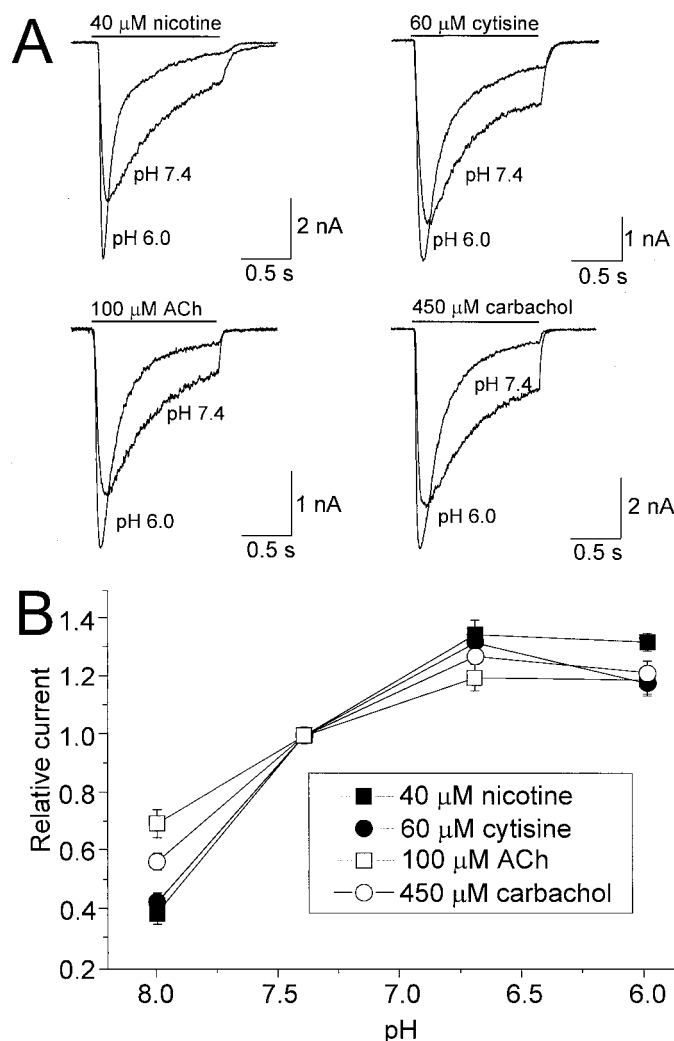 A
40 μM nicotine
pH 7.4
pH 6.0
2 nA
0.5 s
60 μM cytisine
pH 7.4
pH 6.0
1 nA
0.5 s
100 μM ACh
pH 7.4
pH 6.0
1 nA
0.5 s
450 μM carbachol
pH 7.4
pH 6.0
2 nA
0.5 s
B
Relative current
1.4
1.2
1.0
0.8
0.6
0.4
0.2
40 μM nicotine
60 μM cytisine
100 μM ACh
450 μM carbachol
8.0 7.5 7.0 6.5 6.0
pH